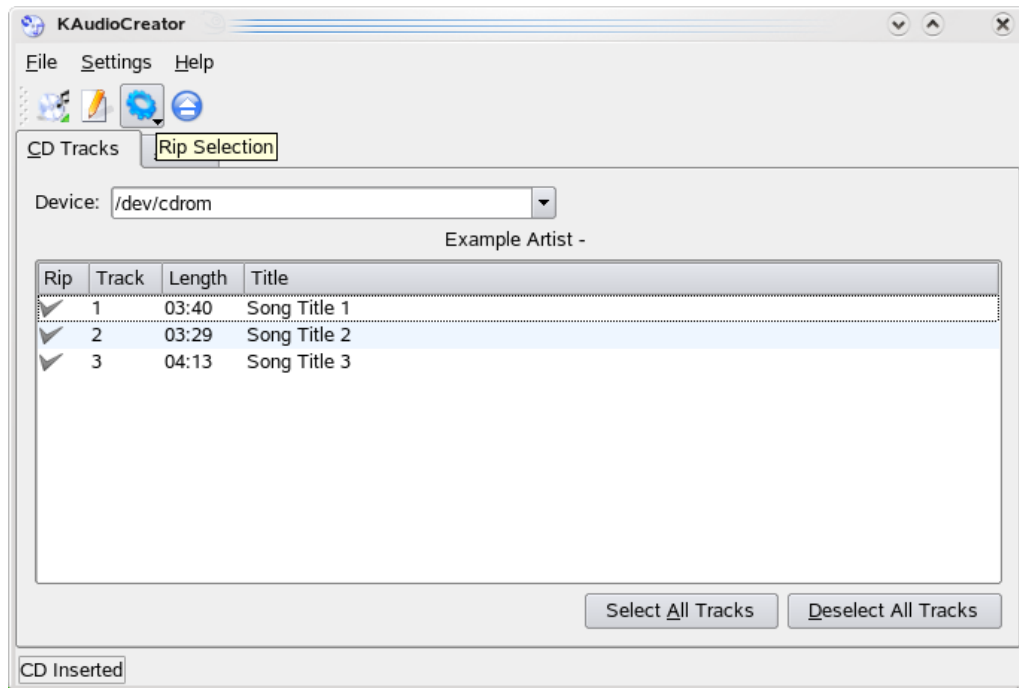 KAudioCreator
File Settings Help
Rip Selection
CD Tracks
Device: /dev/cdrom
Example Artist -
Rip Track Length Title
1 03:40 Song Title 1
2 03:29 Song Title 2
3 04:13 Song Title 3
Select All Tracks Deselect All Tracks
CD Inserted